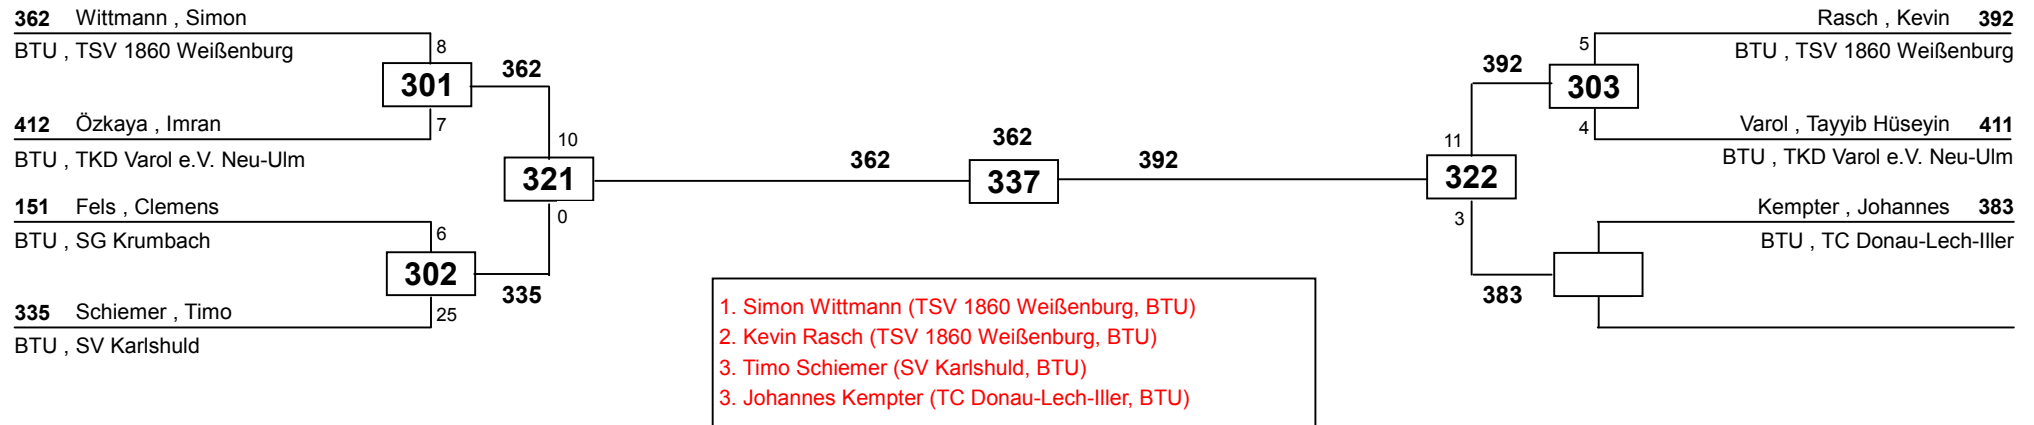 362 Wittmann , Simon
BTU , TSV 1860 Weißenburg
8
301
362
7
412 Özkaya , Imran
BTU , TKD Varol e.V. Neu-Ulm
10
321
0
151 Fels , Clemens
BTU , SG Krumbach
6
302
335
25
335 Schiemer , Timo
BTU , SV Karlshuld
362
362
337
392
Rasch , Kevin 392
BTU , TSV 1860 Weißenburg
5
392
303
4
Varol , Tayyib Hüseyin 411
BTU , TKD Varol e.V. Neu-Ulm
11
322
3
Kempter , Johannes 383
BTU , TC Donau-Lech-Iller
383
1. Simon Wittmann (TSV 1860 Weißenburg, BTU)
2. Kevin Rasch (TSV 1860 Weißenburg, BTU)
3. Timo Schiemer (SV Karlshuld, BTU)
3. Johannes Kempter (TC Donau-Lech-Iller, BTU)